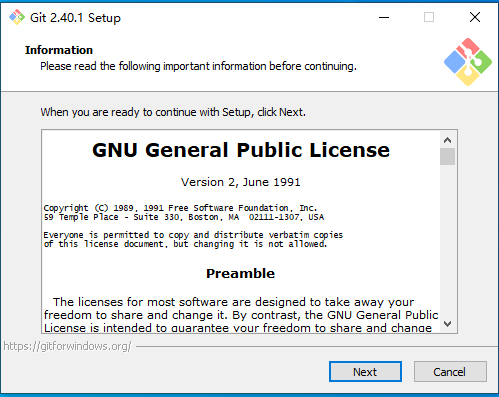 Git 2.40.1 Setup
Information
Please read the following important information before continuing.
When you are ready to continue with Setup, click Next.
GNU General Public License
Version 2, June 1991
Copyright (C) 1989, 1991 Free Software Foundation, Inc.
59 Temple Place - Suite 330, Boston, MA  02111-1307, USA
Everyone is permitted to copy and distribute verbatim copies
of this license document, but changing it is not allowed.
Preamble
The licenses for most software are designed to take away your
freedom to share and change it. By contrast, the GNU General Public
License is intended to guarantee your freedom to share and change
https://gitforwindows.org/
Next
Cancel